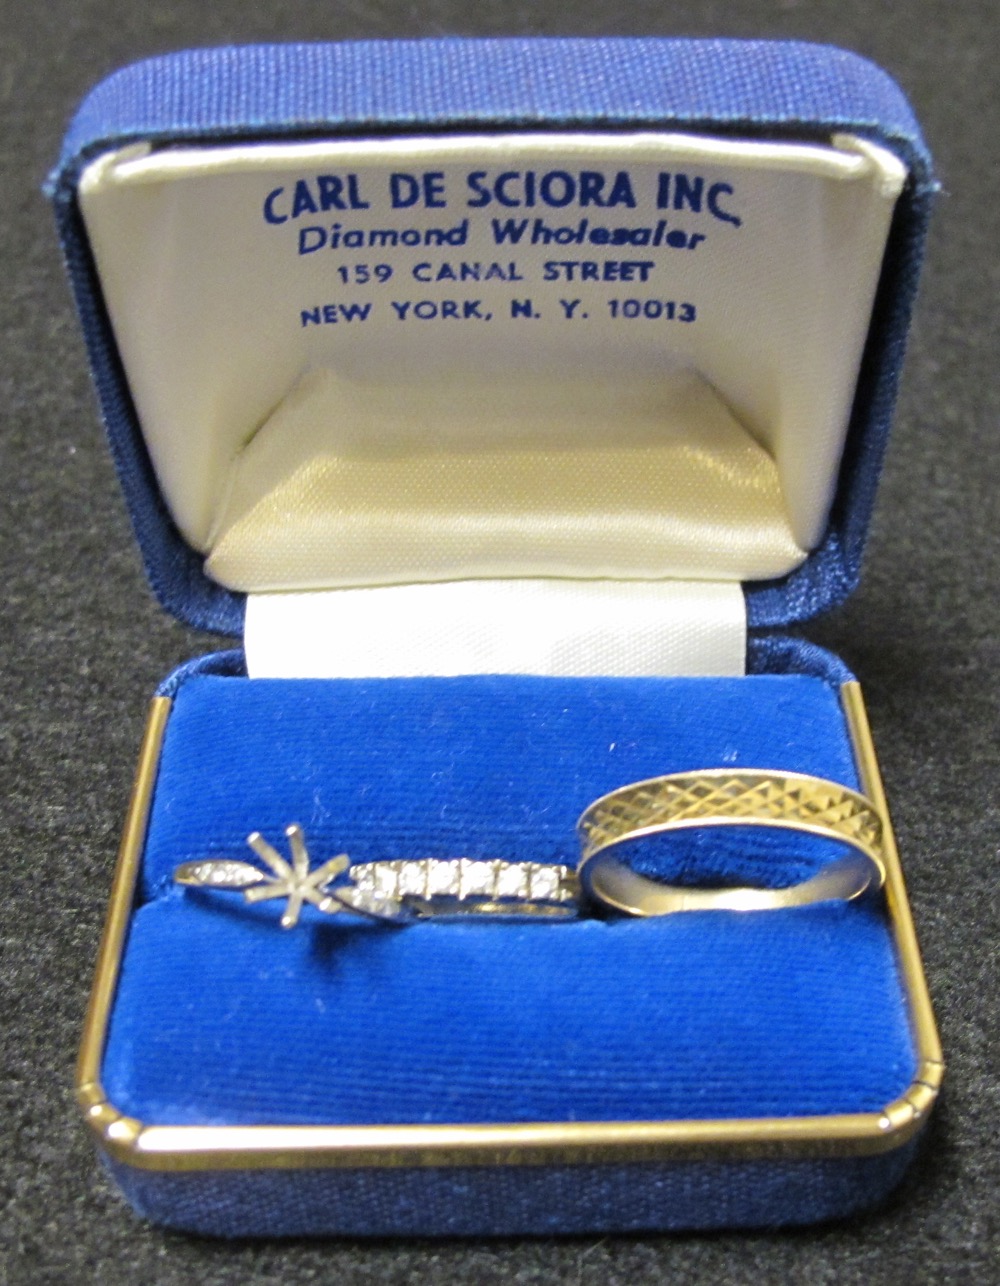 CARL DE SCIORA INC.
Diamond Wholesaler
159 CANAL STREET
NEW YORK, N. Y. 10013